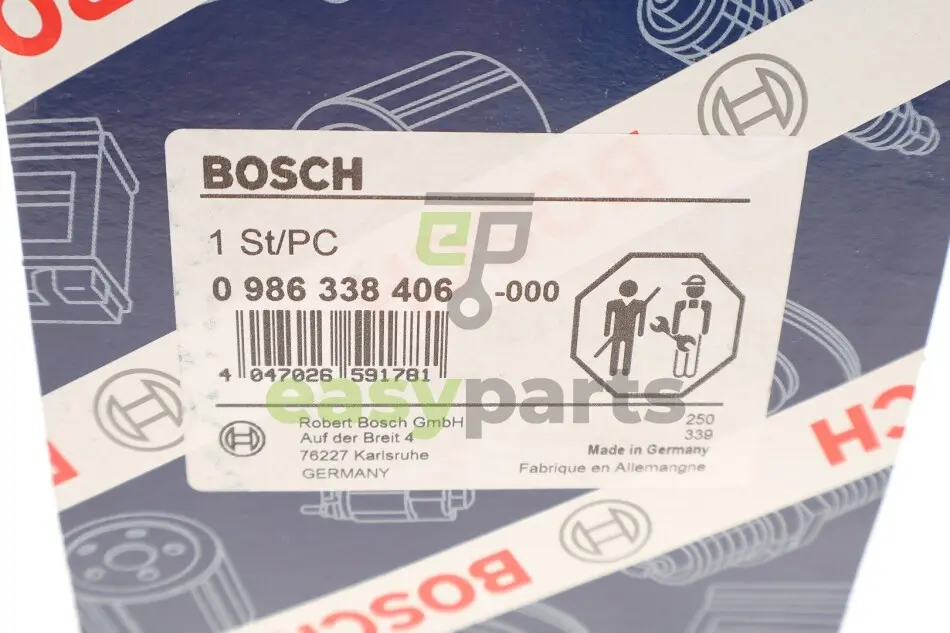 BOSCH
1 St/PC
0 986 338 406 -000
4 047026 591781
ep
easyparts
Robert Bosch GmbH
Auf der Breit 4
76227 Karlsruhe
GERMANY
250
339
Made in Germany
Fabrique en Allemangne
BOSCH